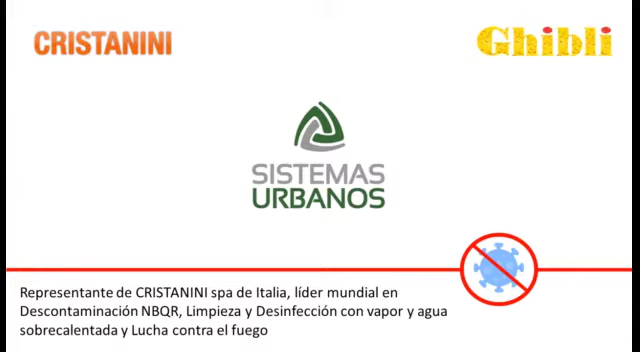 CRISTANINI
Ghibli
SISTEMAS
URBANOS
Representante de CRISTANINI spa de Italia, líder mundial en
Descontaminación NBQR, Limpieza y Desinfección con vapor y agua
sobrecalentada y Lucha contra el fuego